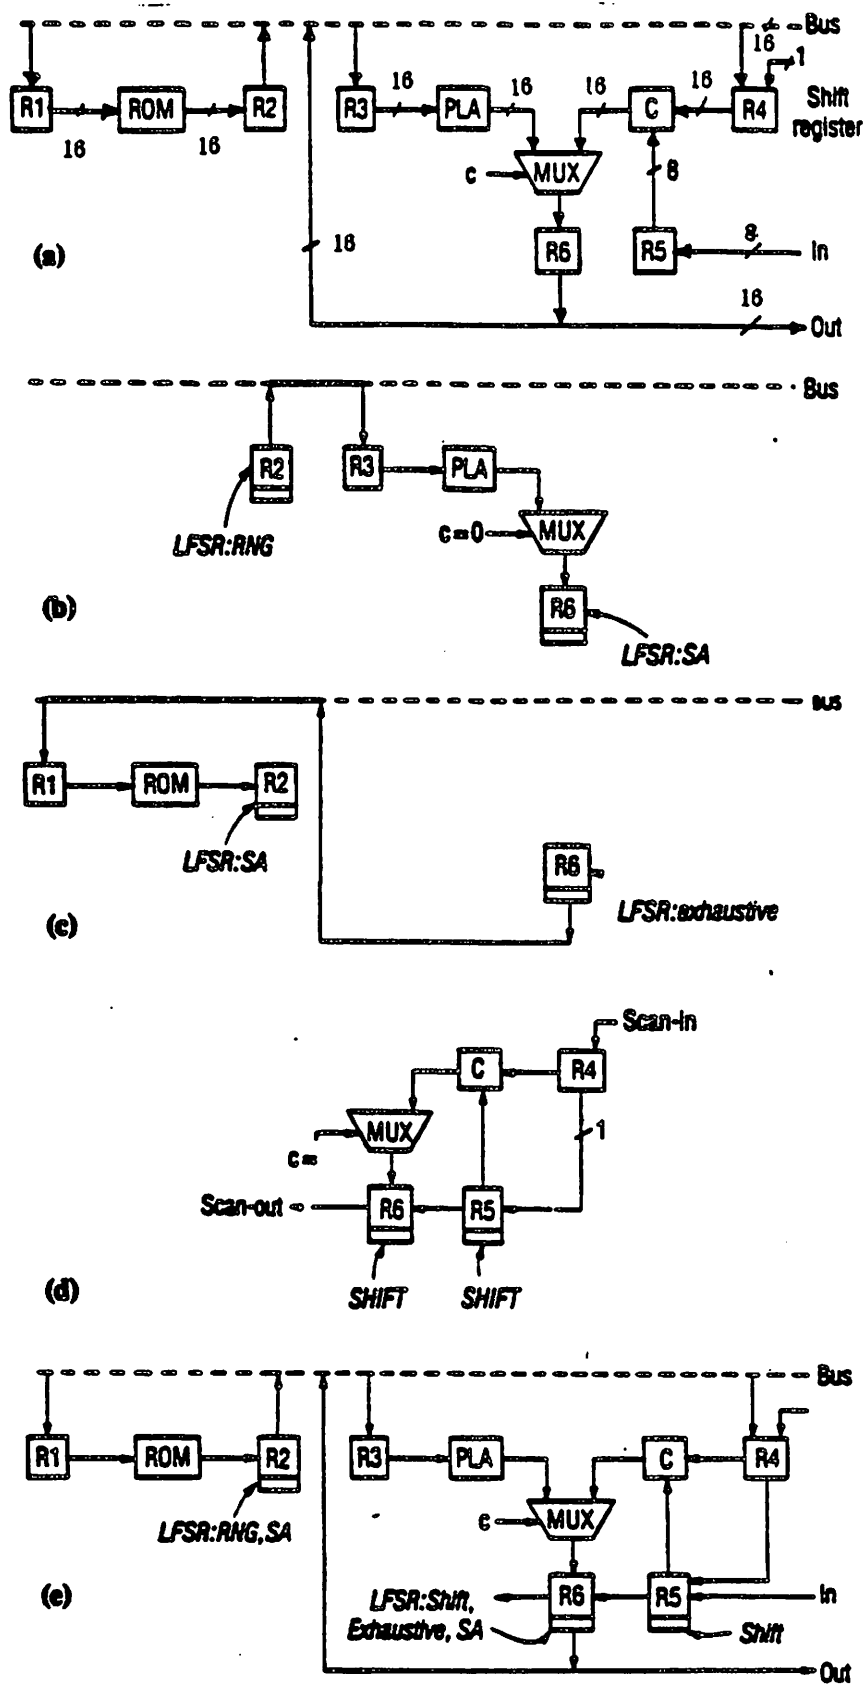 Bus
16
1
R1
ROM
R2
16
16
R3
16
PLA
16
16
C
16
R4
Shift
register
c
MUX
8
(a)
16
R6
R5
8
In
16
Out
Bus
R2
R3
PLA
LFSR:RNG
c=0
MUX
(b)
R6
LFSR:SA
BUS
R1
ROM
R2
LFSR:SA
R6
LFSR:exhaustive
(c)
Scan-in
C
R4
MUX
1
c=
Scan-out
R6
R5
(d)
SHIFT
SHIFT
Bus
R1
ROM
R2
R3
PLA
C
R4
LFSR:RNG,SA
c
MUX
(e)
LFSR:Shift,
Exhaustive, SA
R6
R5
In
Shift
Out